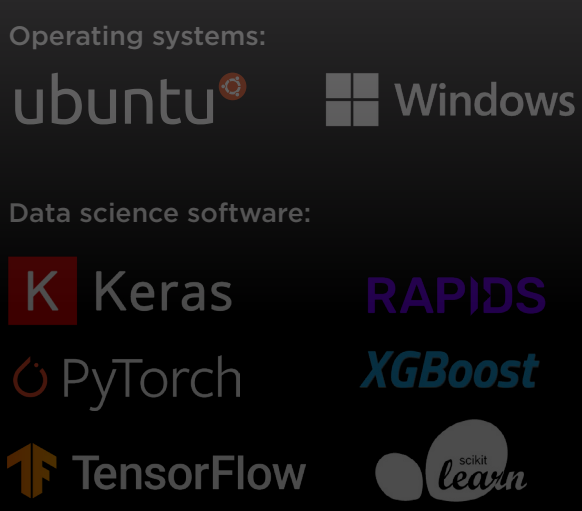 Operating systems:
ubuntu Windows
Data science software:
K Keras RAPIDS
PyTorch XGBoost
TensorFlow scikit
learn